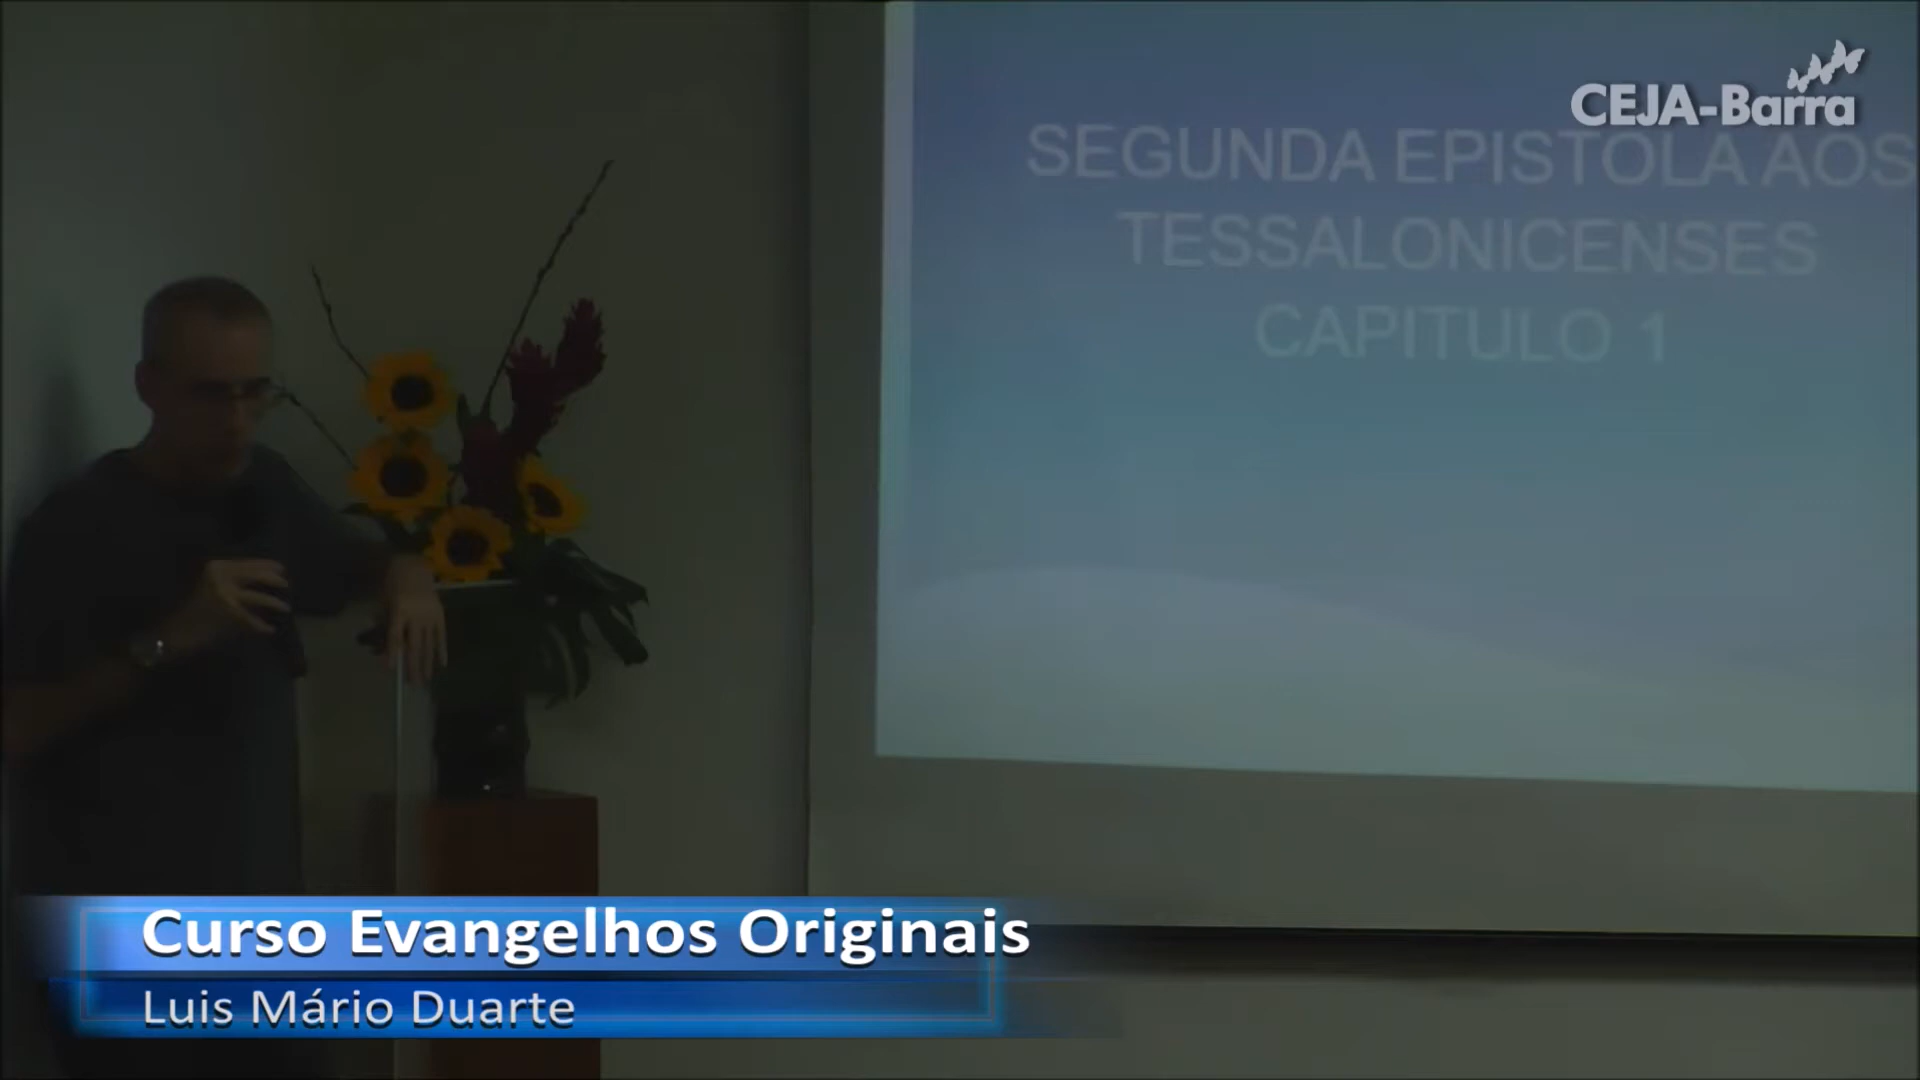 CEJA-Barra
SEGUNDA EPISTOLA AOS
TESSALONICENSES
CAPITULO 1
Curso Evangelhos Originais
Luis Mário Duarte